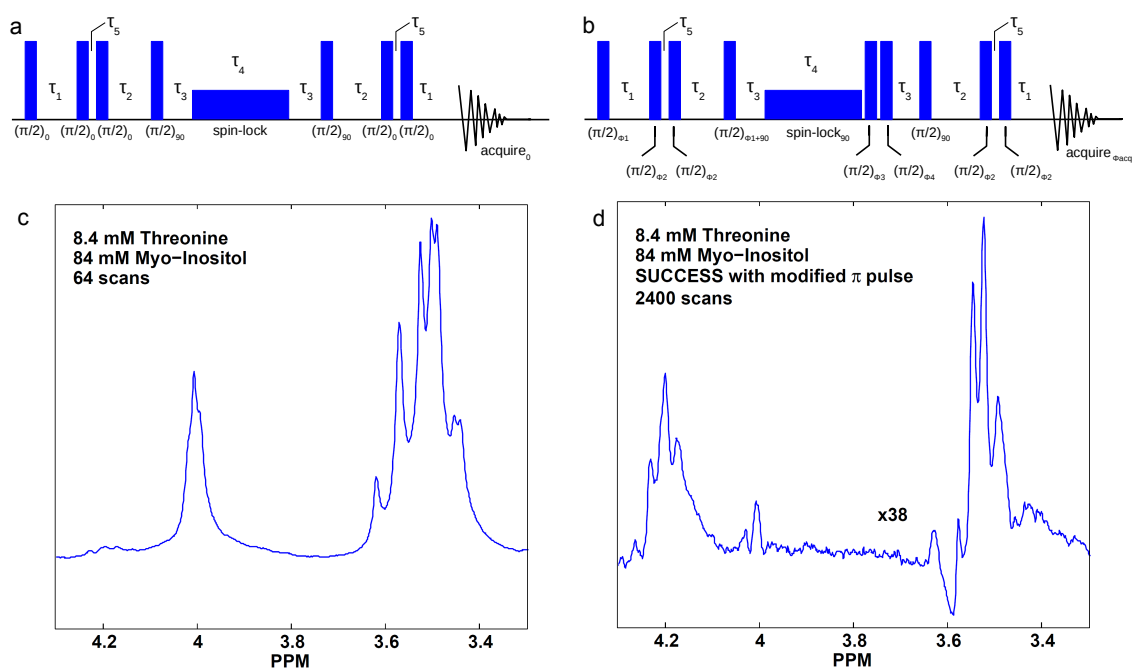 a
τ₅ τ₅
τ₄
τ₁ τ₂ τ₃ τ₃ τ₂ τ₁
(π/2)₀ (π/2)₀ (π/2)₀ (π/2)₉₀ spin-lock (π/2)₉₀ (π/2)₀ (π/2)₀
acquire₀
b
τ₅ τ₅
τ₄
τ₁ τ₂ τ₃ τ₃ τ₂ τ₁
(π/2)Φ1 (π/2)Φ1+90 spin-lock₉₀ (π/2)₉₀
acquireΦacq
(π/2)Φ2 (π/2)Φ2 (π/2)Φ3 (π/2)Φ4 (π/2)Φ2 (π/2)Φ2
c
8.4 mM Threonine
84 mM Myo−Inositol
64 scans
4.2 4 3.8 3.6 3.4
PPM
d
8.4 mM Threonine
84 mM Myo−Inositol
SUCCESS with modified π pulse
2400 scans
x38
4.2 4 3.8 3.6 3.4
PPM